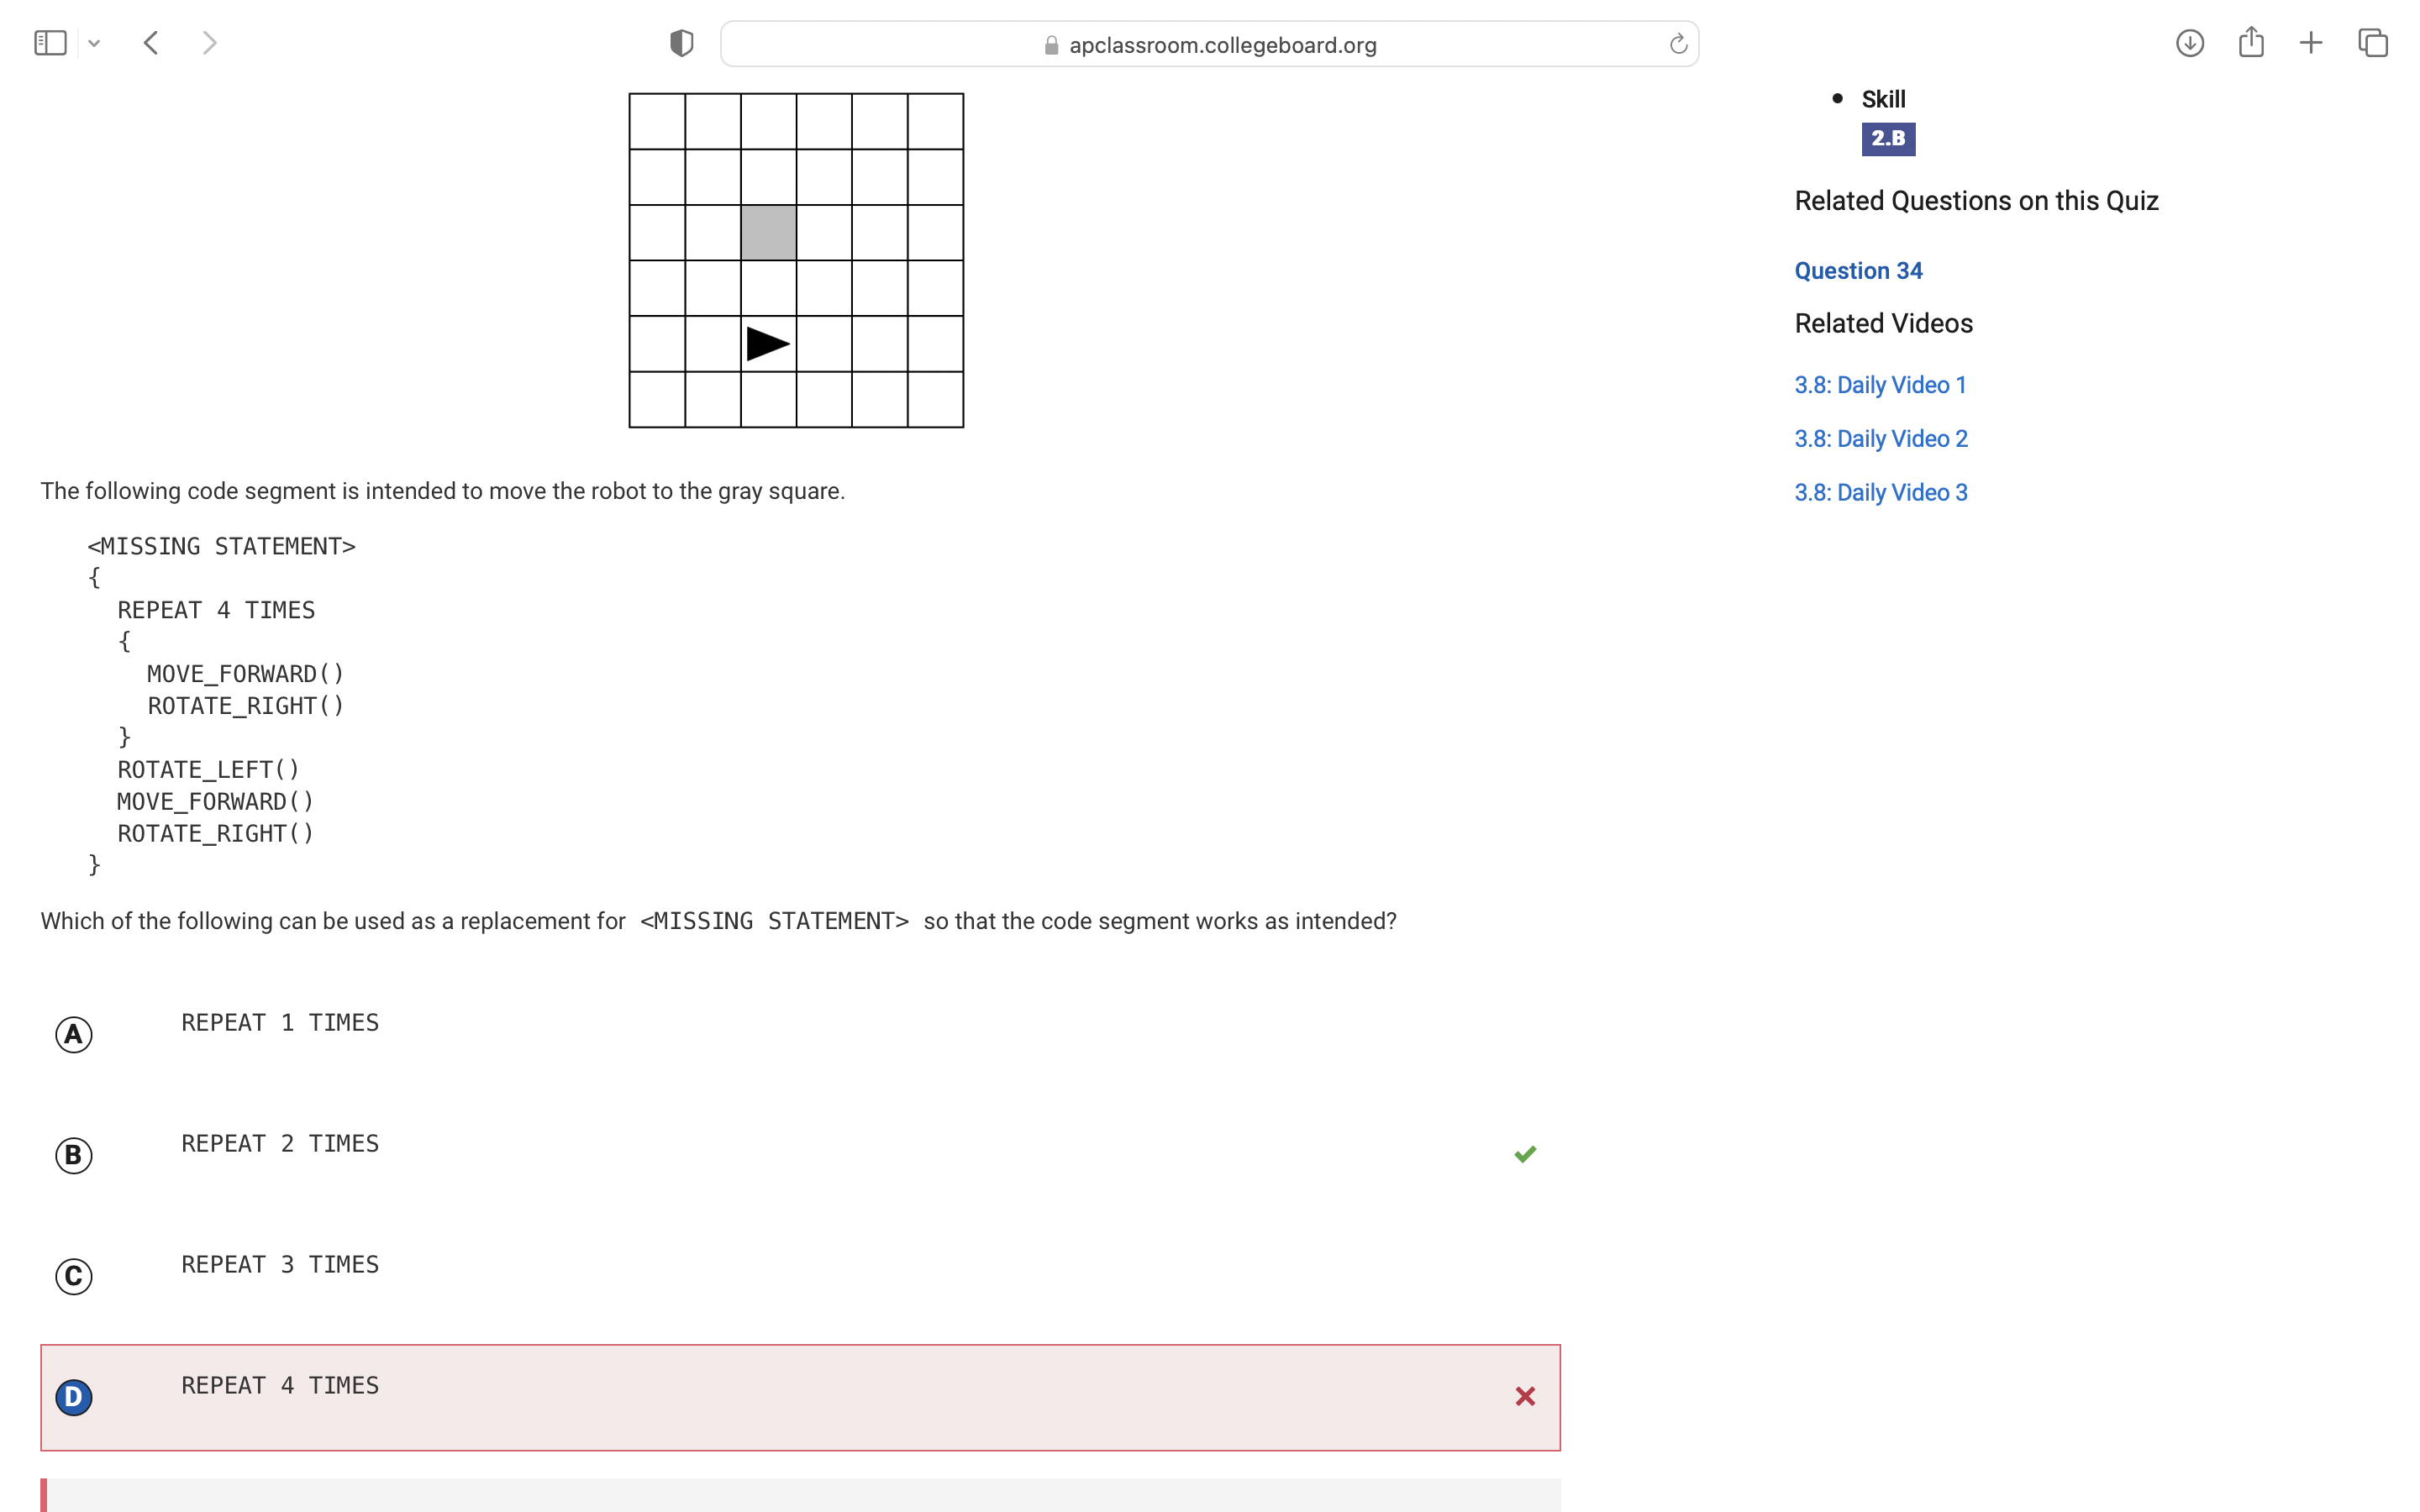 apclassroom.collegeboard.org
Skill
2.B
Related Questions on this Quiz
Question 34
Related Videos
3.8: Daily Video 1
3.8: Daily Video 2
3.8: Daily Video 3
The following code segment is intended to move the robot to the gray square.
<MISSING STATEMENT>
{
REPEAT 4 TIMES
{
MOVE_FORWARD()
ROTATE_RIGHT()
}
ROTATE_LEFT()
MOVE_FORWARD()
ROTATE_RIGHT()
}
Which of the following can be used as a replacement for <MISSING STATEMENT> so that the code segment works as intended?
A REPEAT 1 TIMES
B REPEAT 2 TIMES
C REPEAT 3 TIMES
D REPEAT 4 TIMES